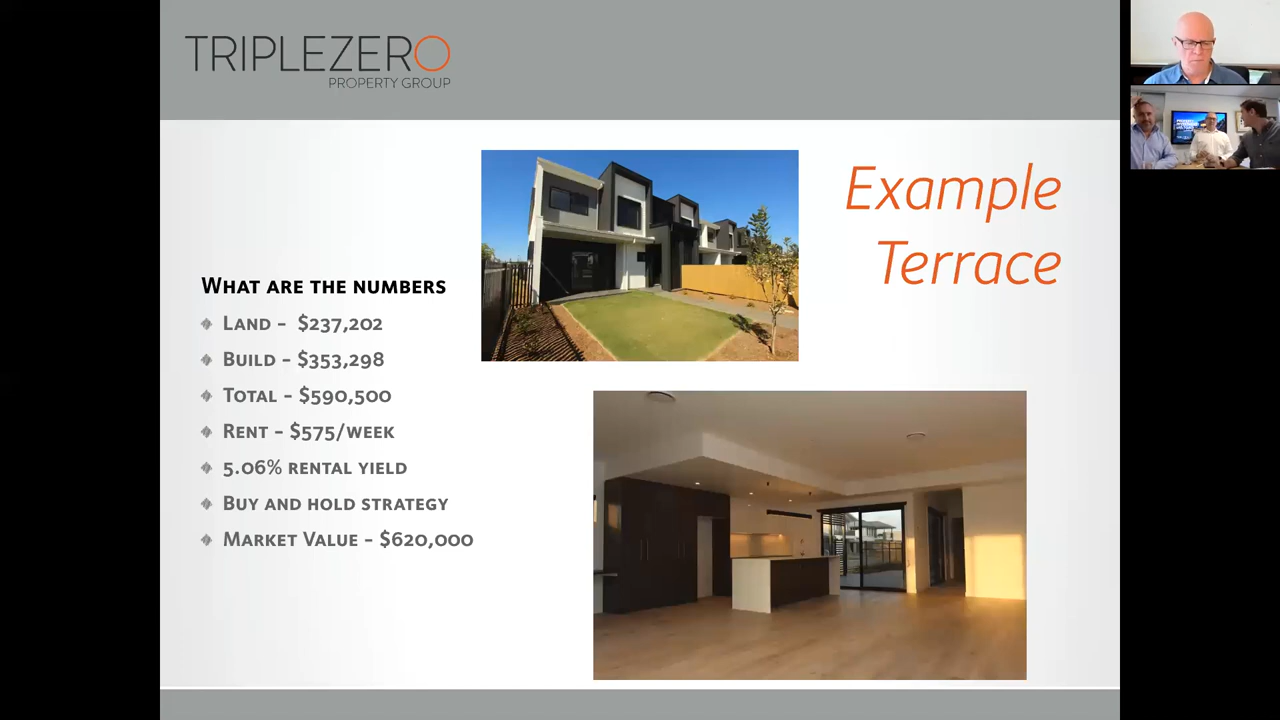 TRIPLEZERO
PROPERTY GROUP
Example
Terrace
WHAT ARE THE NUMBERS
LAND - $237,202
BUILD - $353,298
TOTAL - $590,500
RENT - $575/WEEK
5.06% RENTAL YIELD
BUY AND HOLD STRATEGY
MARKET VALUE - $620,000